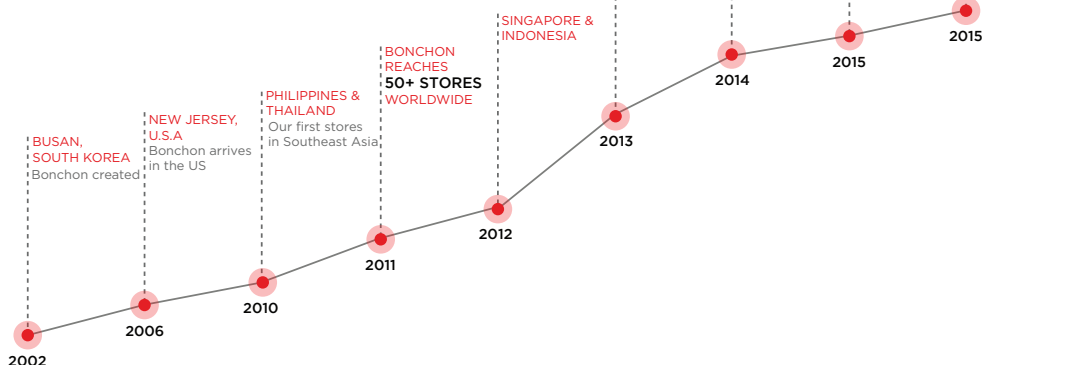 BUSAN,
SOUTH KOREA
Bonchon created
2002
NEW JERSEY,
U.S.A
Bonchon arrives
in the US
2006
PHILIPPINES &
THAILAND
Our first stores
in Southeast Asia
2010
BONCHON
REACHES
50+ STORES
WORLDWIDE
2011
SINGAPORE &
INDONESIA
2012
2013
2014
2015
2015